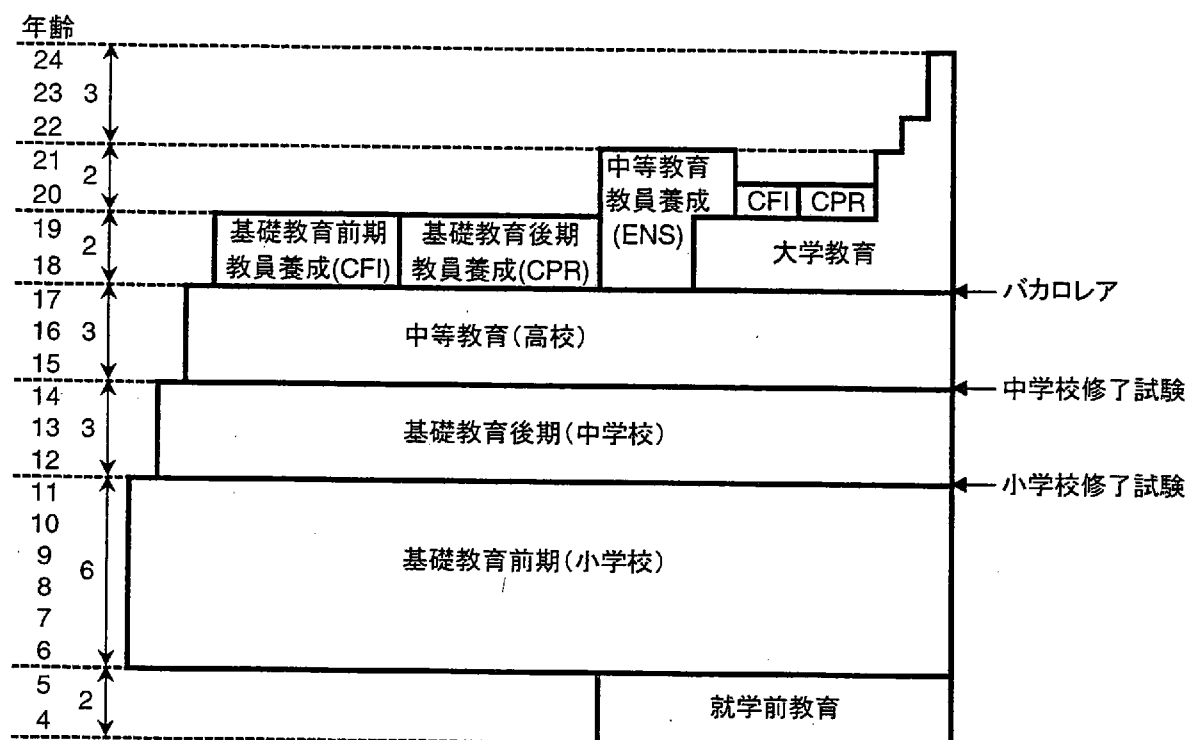 年齢
24
23 3
22
21 2
20
19 2
18
17
16 3
15
14
13 3
12
11
10
9 6
8
7
6
5 2
4
中等教育
教員養成
(ENS)
CFI
CPR
基礎教育前期
教員養成(CFI)
基礎教育後期
教員養成(CPR)
大学教育
バカロレア
中等教育(高校)
中学校修了試験
基礎教育後期(中学校)
小学校修了試験
基礎教育前期(小学校)
就学前教育